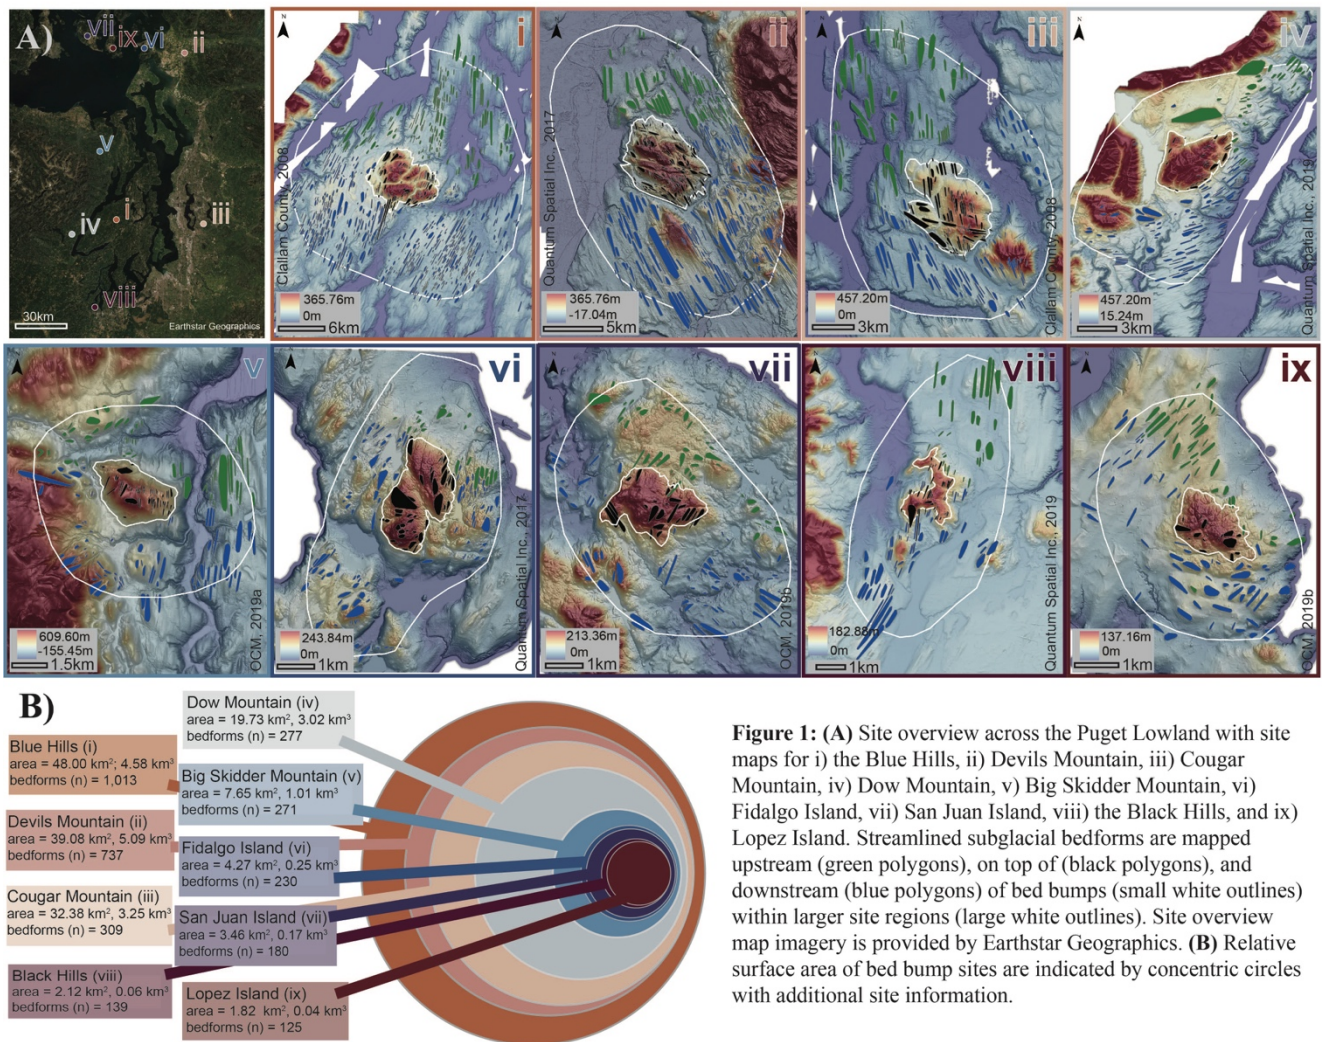 A)
vii
ix
vi
ii
v
iv
i
iii
viii
30km
Earthstar Geographics
N
i
Clallam County, 2008
365.76m
0m
6km
N
ii
Quantum Spatial Inc., 2017
365.76m
-17.04m
5km
N
iii
Clallam County, 2008
457.20m
0m
3km
N
iv
Quantum Spatial Inc., 2019
457.20m
15.24m
3km
N
v
OCM, 2019a
609.60m
-155.45m
1.5km
N
vi
Quantum Spatial Inc., 2017
243.84m
0m
1km
N
vii
OCM, 2019b
213.36m
0m
1km
N
viii
Quantum Spatial Inc., 2019
182.88m
0m
1km
N
ix
OCM, 2019b
137.16m
0m
1km
B)
Dow Mountain (iv)
area = 19.73 km², 3.02 km³
bedforms (n) = 277
Blue Hills (i)
area = 48.00 km²; 4.58 km³
bedforms (n) = 1,013
Big Skidder Mountain (v)
area = 7.65 km², 1.01 km³
bedforms (n) = 271
Devils Mountain (ii)
area = 39.08 km², 5.09 km³
bedforms (n) = 737
Fidalgo Island (vi)
area = 4.27 km², 0.25 km³
bedforms (n) = 230
Cougar Mountain (iii)
area = 32.38 km², 3.25 km³
bedforms (n) = 309
San Juan Island (vii)
area = 3.46 km², 0.17 km³
bedforms (n) = 180
Black Hills (viii)
area = 2.12 km², 0.06 km³
bedforms (n) = 139
Lopez Island (ix)
area = 1.82 km², 0.04 km³
bedforms (n) = 125
Figure 1: (A) Site overview across the Puget Lowland with site
maps for i) the Blue Hills, ii) Devils Mountain, iii) Cougar
Mountain, iv) Dow Mountain, v) Big Skidder Mountain, vi)
Fidalgo Island, vii) San Juan Island, viii) the Black Hills, and ix)
Lopez Island. Streamlined subglacial bedforms are mapped
upstream (green polygons), on top of (black polygons), and
downstream (blue polygons) of bed bumps (small white outlines)
within larger site regions (large white outlines). Site overview
map imagery is provided by Earthstar Geographics. (B) Relative
surface area of bed bump sites are indicated by concentric circles
with additional site information.